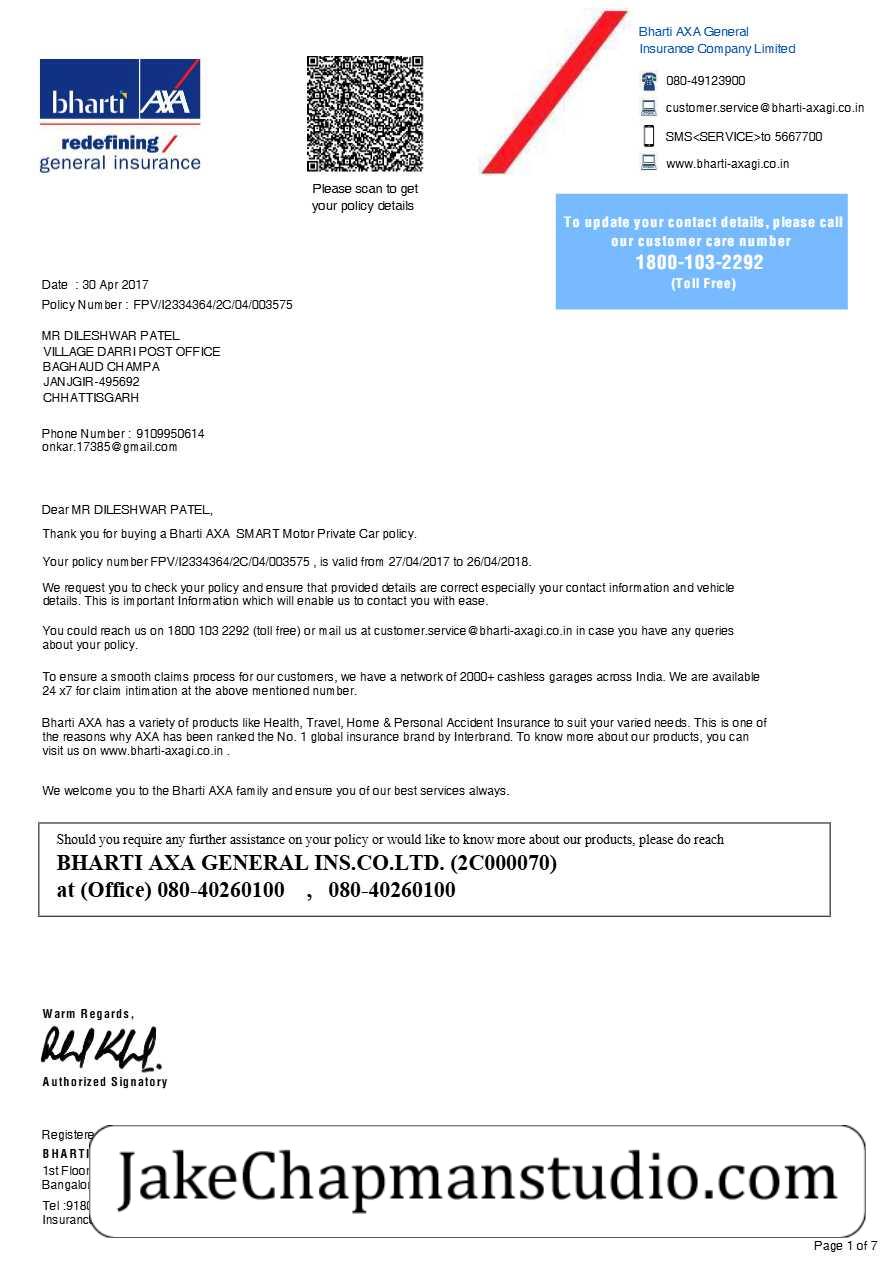 bharti AXA
redefining /
general insurance
Please scan to get
your policy details
Bharti AXA General
Insurance Company Limited
080-49123900
customer.service@bharti-axagi.co.in
SMS<SERVICE>to 5667700
www.bharti-axagi.co.in
To update your contact details, please call
our customer care number
1800-103-2292
(Toll Free)
Date : 30 Apr 2017
Policy Number : FPV/I2334364/2C/04/003575
MR DILESHWAR PATEL
VILLAGE DARRI POST OFFICE
BAGHAUD CHAMPA
JANJGIR-495692
CHHATTISGARH
Phone Number : 9109950614
onkar.17385@gmail.com
Dear MR DILESHWAR PATEL,
Thank you for buying a Bharti AXA SMART Motor Private Car policy.
Your policy number FPV/I2334364/2C/04/003575 , is valid from 27/04/2017 to 26/04/2018.
We request you to check your policy and ensure that provided details are correct especially your contact information and vehicle
details. This is important Information which will enable us to contact you with ease.
You could reach us on 1800 103 2292 (toll free) or mail us at customer.service@bharti-axagi.co.in in case you have any queries
about your policy.
To ensure a smooth claims process for our customers, we have a network of 2000+ cashless garages across India. We are available
24 x7 for claim intimation at the above mentioned number.
Bharti AXA has a variety of products like Health, Travel, Home & Personal Accident Insurance to suit your varied needs. This is one of
the reasons why AXA has been ranked the No. 1 global insurance brand by Interbrand. To know more about our products, you can
visit us on www.bharti-axagi.co.in .
We welcome you to the Bharti AXA family and ensure you of our best services always.
Should you require any further assistance on your policy or would like to know more about our products, please do reach
BHARTI AXA GENERAL INS.CO.LTD. (2C000070)
at (Office) 080-40260100 , 080-40260100
Warm Regards,
Authorized Signatory
Registere
BHARTI
1st Floor
Bangalor
Tel :9180
Insuranc
JakeChapmanstudio.com
Page 1 of 7